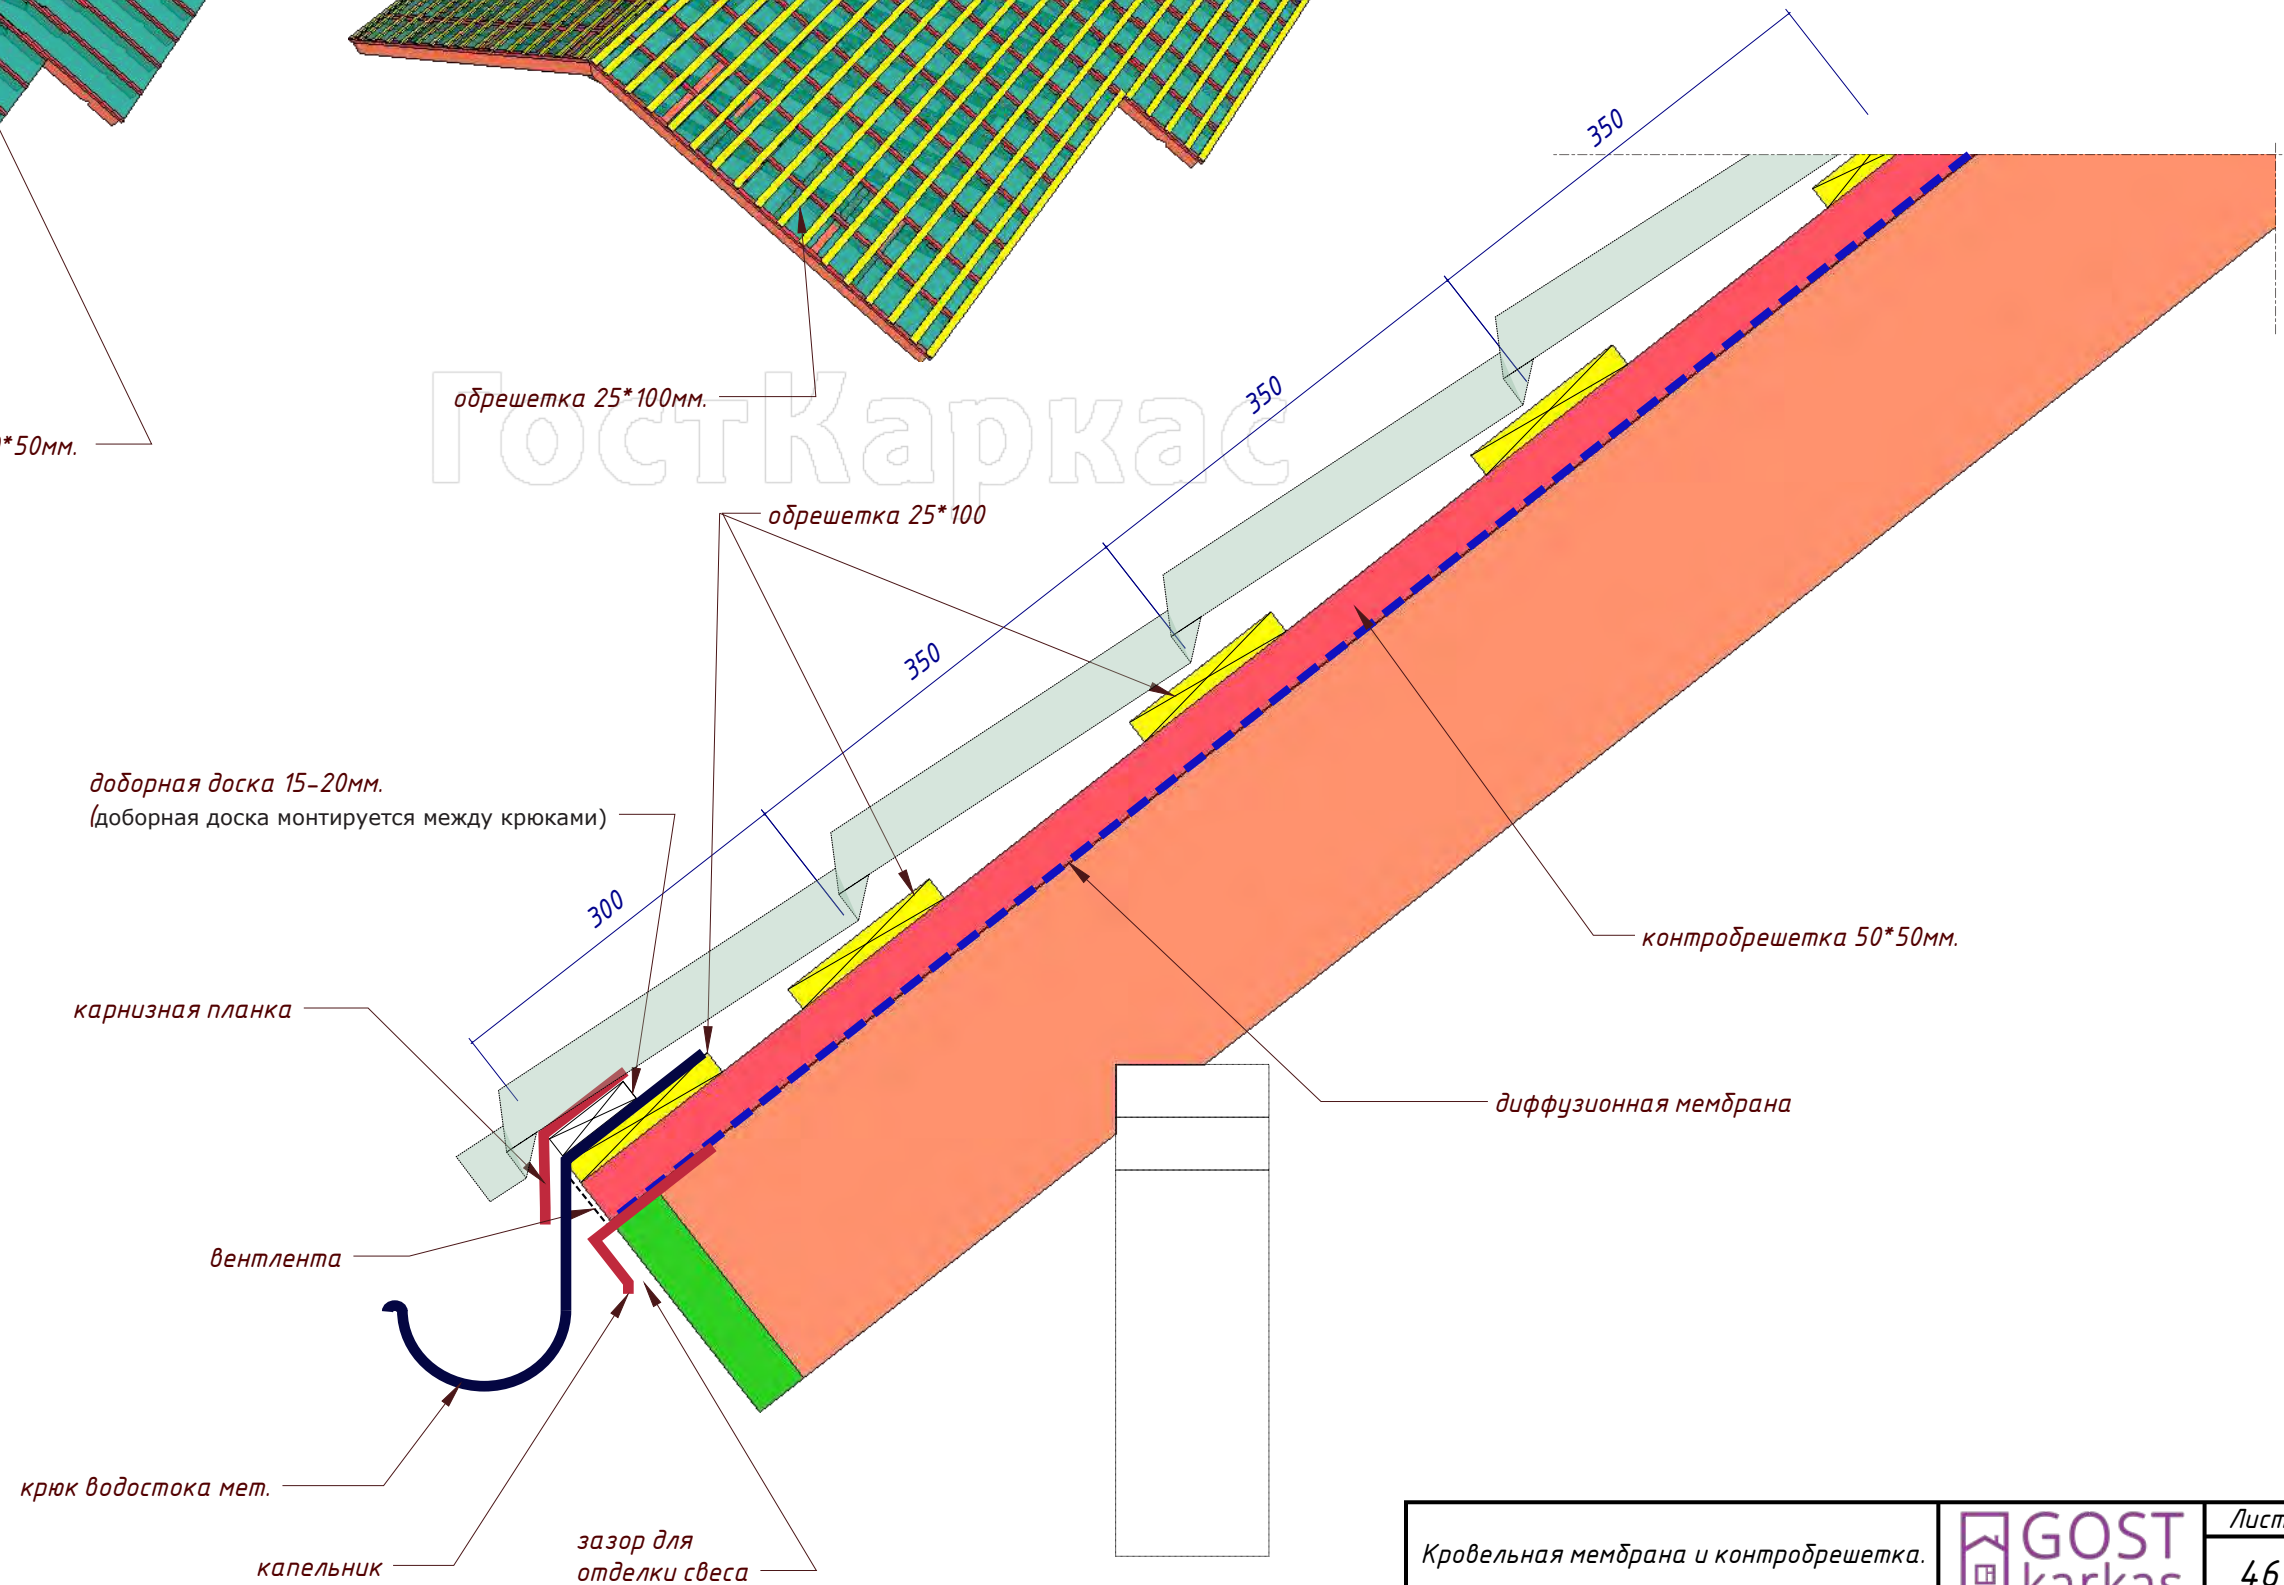 350
обрешетка 25*100мм.
ГостКаркас
350
*50мм.
обрешетка 25*100
350
доборная доска 15-20мм.
(доборная доска монтируется между крюками)
300
контробрешетка 50*50мм.
карнизная планка
диффузионная мембрана
вентлента
крюк водостока мет.
зазор для
отделки свеса
капельник
Кровельная мембрана и контробрешетка.
GOST
karkas
Лист
46